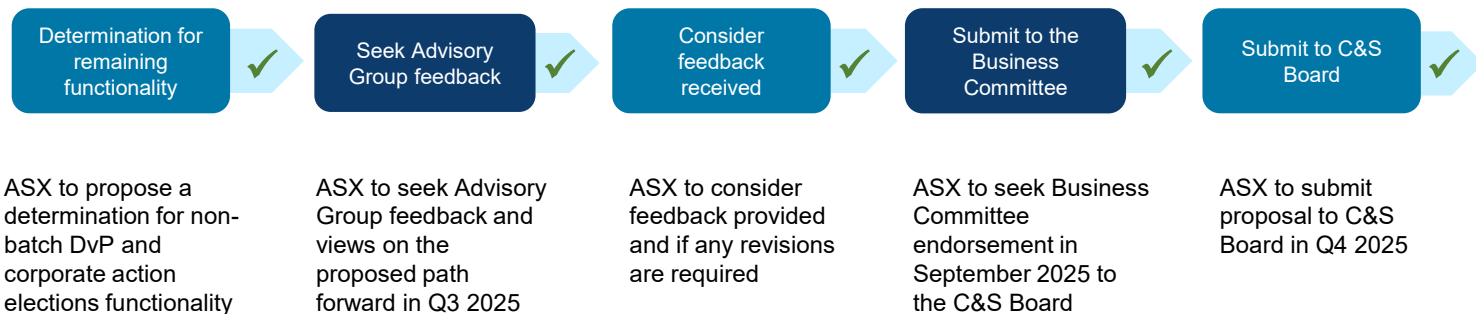 Determination for
remaining
functionality
Seek Advisory
Group feedback
Consider
feedback
received
Submit to the
Business
Committee
Submit to C&S
Board
ASX to propose a
determination for non-
batch DvP and
corporate action
elections functionality
ASX to seek Advisory
Group feedback and
views on the
proposed path
forward in Q3 2025
ASX to consider
feedback provided
and if any revisions
are required
ASX to seek Business
Committee
endorsement in
September 2025 to
the C&S Board
ASX to submit
proposal to C&S
Board in Q4 2025